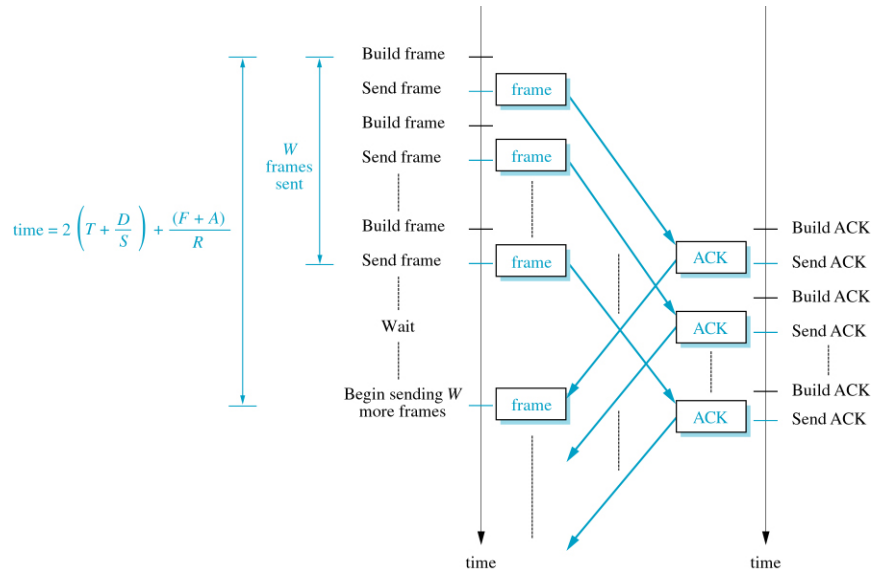 Build frame
Send frame
frame
Build frame
W
frames
sent
Send frame
frame
time = 2 (T + D/S) + (F + A)/R
Build frame
Build ACK
Send frame
frame
ACK
Send ACK
Build ACK
Wait
ACK
Send ACK
Begin sending W
more frames
frame
Build ACK
ACK
Send ACK
time
time